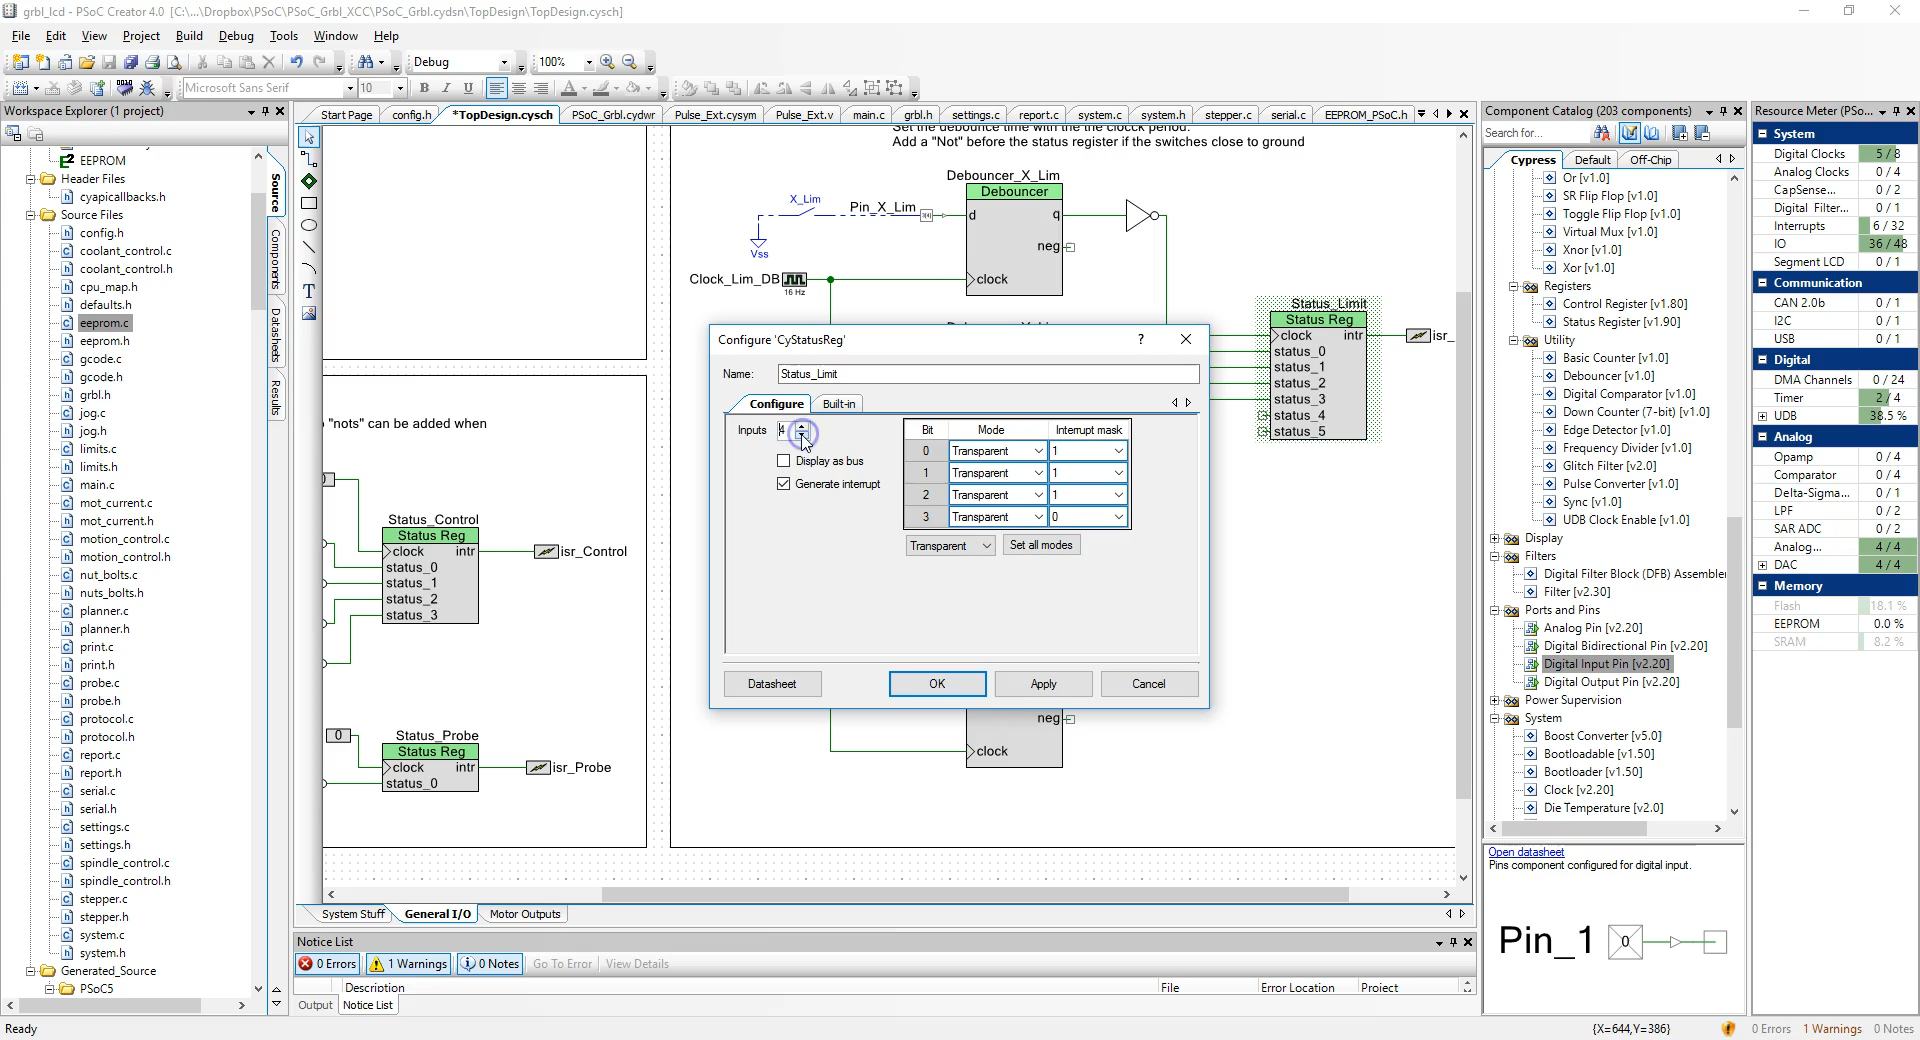 grbl_lcd - PSoC Creator 4.0 [C:\...\Dropbox\PSoC\PSoC_Grbl_XCC\PSoC_Grbl.cydsn\TopDesign\TopDesign.cysch]
File Edit View Project Build Debug Tools Window Help
Debug 100%
Microsoft Sans Serif 10 B I U
Workspace Explorer (1 project)
EEPROM
Header Files
cyapicallbacks.h
Source Files
config.h
coolant_control.c
coolant_control.h
cpu_map.h
defaults.h
eeprom.c
eeprom.h
gcode.c
gcode.h
grbl.h
jog.c
jog.h
limits.c
limits.h
main.c
mot_current.c
mot_current.h
motion_control.c
motion_control.h
nut_bolts.c
nuts_bolts.h
planner.c
planner.h
print.c
print.h
probe.c
probe.h
protocol.c
protocol.h
report.c
report.h
serial.c
serial.h
settings.c
settings.h
spindle_control.c
spindle_control.h
stepper.c
stepper.h
system.c
system.h
Generated_Source
PSoC5
Source
Components
Datasheets
Results
Start Page config.h *TopDesign.cysch PSoC_Grbl.cydwr Pulse_Ext.cysym Pulse_Ext.v main.c grbl.h settings.c report.c system.c system.h stepper.c serial.c EEPROM_PSoC.h
Set the debounce time with the clocck period.
Add a "Not" before the status register if the switches close to ground
Debouncer_X_Lim
Debouncer
X_Lim
Pin_X_Lim
d q
neg
Vss
Clock_Lim_DB
16 Hz
clock
Status_Limit
Status Reg
clock intr
isr_
status_0
status_1
status_2
status_3
status_4
status_5
"nots" can be added when
Status_Control
Status Reg
clock intr
isr_Control
status_0
status_1
status_2
status_3
0
Status_Probe
Status Reg
clock intr
isr_Probe
status_0
neg
clock
Configure 'CyStatusReg'
?
Name: Status_Limit
Configure Built-in
Inputs 4
Display as bus
Generate interrupt
Bit Mode Interrupt mask
0 Transparent 1
1 Transparent 1
2 Transparent 1
3 Transparent 0
Transparent Set all modes
Datasheet OK Apply Cancel
System Stuff General I/O Motor Outputs
Notice List
0 Errors 1 Warnings 0 Notes Go To Error View Details
Description File Error Location Project
Output Notice List
Component Catalog (203 components)
Search for...
Cypress Default Off-Chip
Or [v1.0]
SR Flip Flop [v1.0]
Toggle Flip Flop [v1.0]
Virtual Mux [v1.0]
Xnor [v1.0]
Xor [v1.0]
Registers
Control Register [v1.80]
Status Register [v1.90]
Utility
Basic Counter [v1.0]
Debouncer [v1.0]
Digital Comparator [v1.0]
Down Counter (7-bit) [v1.0]
Edge Detector [v1.0]
Frequency Divider [v1.0]
Glitch Filter [v2.0]
Pulse Converter [v1.0]
Sync [v1.0]
UDB Clock Enable [v1.0]
Display
Filters
Digital Filter Block (DFB) Assembler
Filter [v2.30]
Ports and Pins
Analog Pin [v2.20]
Digital Bidirectional Pin [v2.20]
Digital Input Pin [v2.20]
Digital Output Pin [v2.20]
Power Supervision
System
Boost Converter [v5.0]
Bootloadable [v1.50]
Bootloader [v1.50]
Clock [v2.20]
Die Temperature [v2.0]
Open datasheet
Pins component configured for digital input.
Pin_1 0
Resource Meter (PSo...
System
Digital Clocks 5 / 8
Analog Clocks 0 / 4
CapSense... 0 / 2
Digital Filter... 0 / 1
Interrupts 6 / 32
IO 36 / 48
Segment LCD 0 / 1
Communication
CAN 2.0b 0 / 1
I2C 0 / 1
USB 0 / 1
Digital
DMA Channels 0 / 24
Timer 2 / 4
UDB 38.5 %
Analog
Opamp 0 / 4
Comparator 0 / 4
Delta-Sigma... 0 / 1
LPF 0 / 2
SAR ADC 0 / 2
Analog... 4 / 4
DAC 4 / 4
Memory
Flash 18.1 %
EEPROM 0.0 %
SRAM 8.2 %
Ready
{X=644,Y=386}
0 Errors 1 Warnings 0 Notes